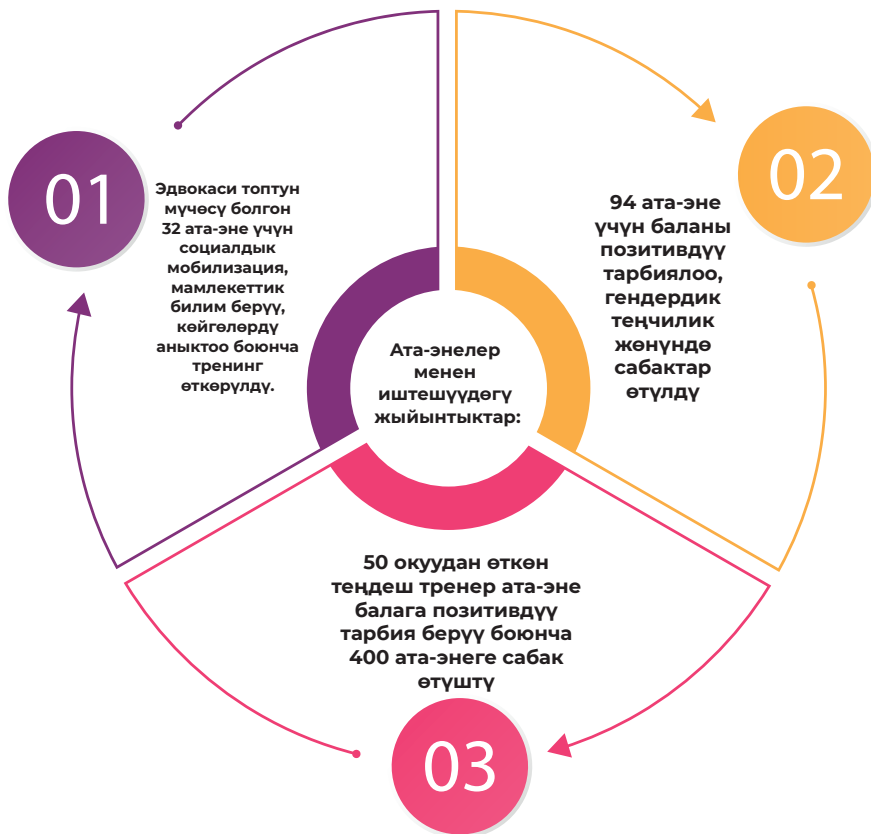 Ата-энелер
менен
иштешүүдөгү
жыйынтыктар:
01
Эдвокаси топтун
мүчөсү болгон
32 ата-эне үчүн
социалдык
мобилизация,
мамлекеттик
билим берүү,
көйгөлөрдү
аныктоо боюнча
тренинг
өткөрүлдү.
02
94 ата-эне
үчүн баланы
позитивдүү
тарбиялоо,
гендердик
теңчилик
жөнүндө
сабактар
өтүлдү
50 окуудан өткөн
теңдеш тренер ата-эне
балага позитивдүү
тарбия берүү боюнча
400 ата-энеге сабак
өтүштү
03